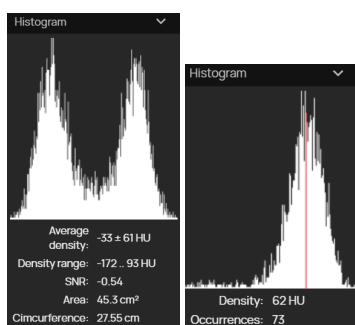 Histogram
Average
density: -33 ± 61 HU
Density range: -172 .. 93 HU
SNR: -0.54
Area: 45.3 cm²
Cimcurference: 27.55 cm
Histogram
Density: 62 HU
Occurrences: 73